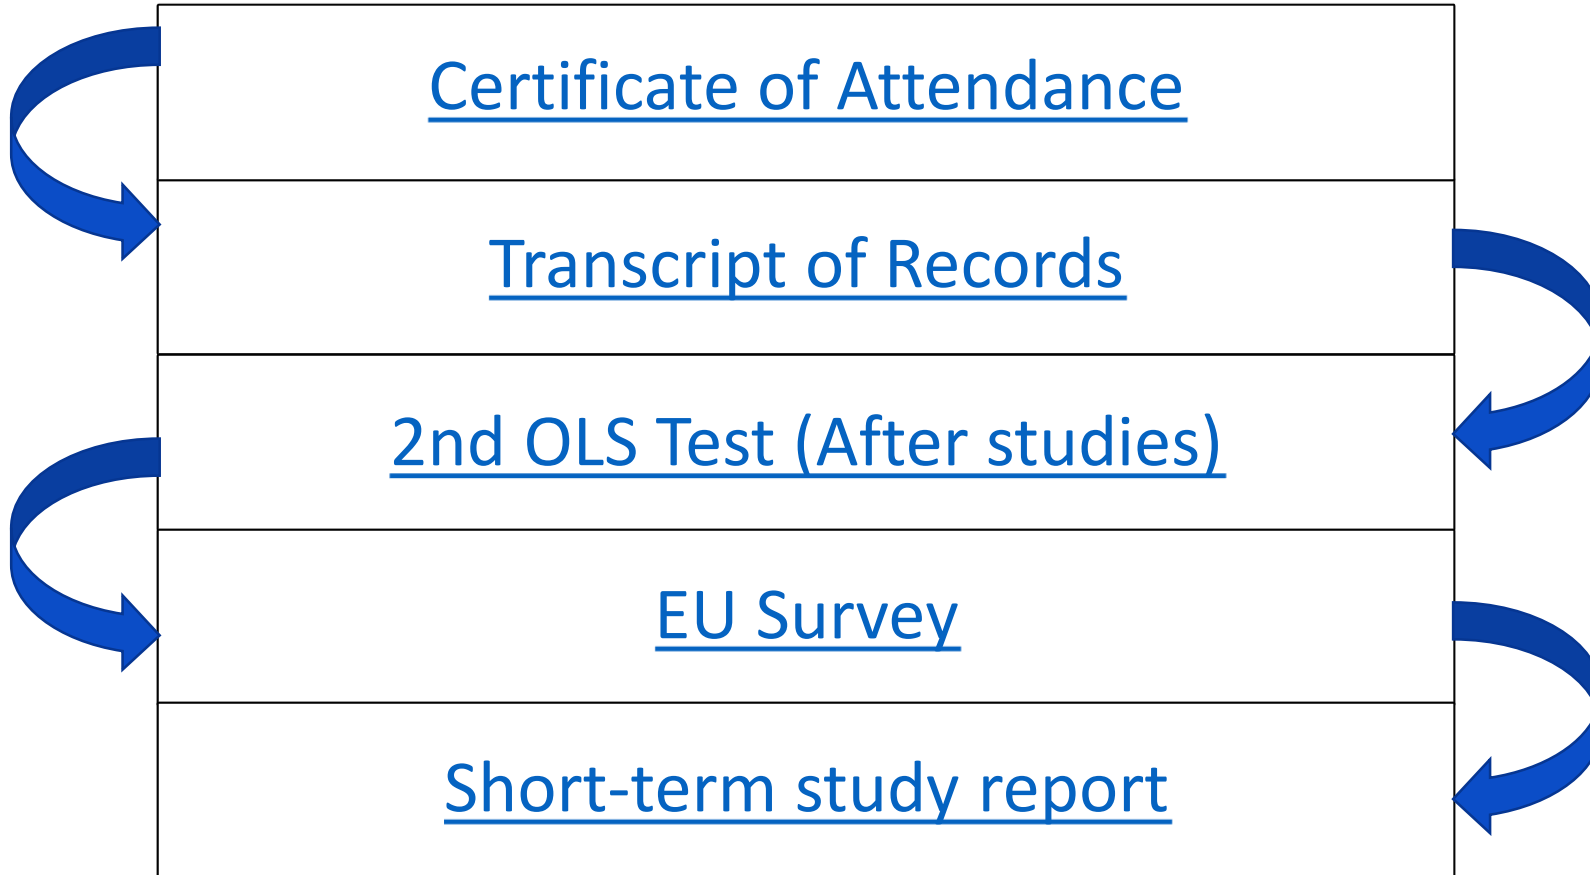 Certificate of Attendance
Transcript of Records
2nd OLS Test (After studies)
EU Survey
Short-term study report